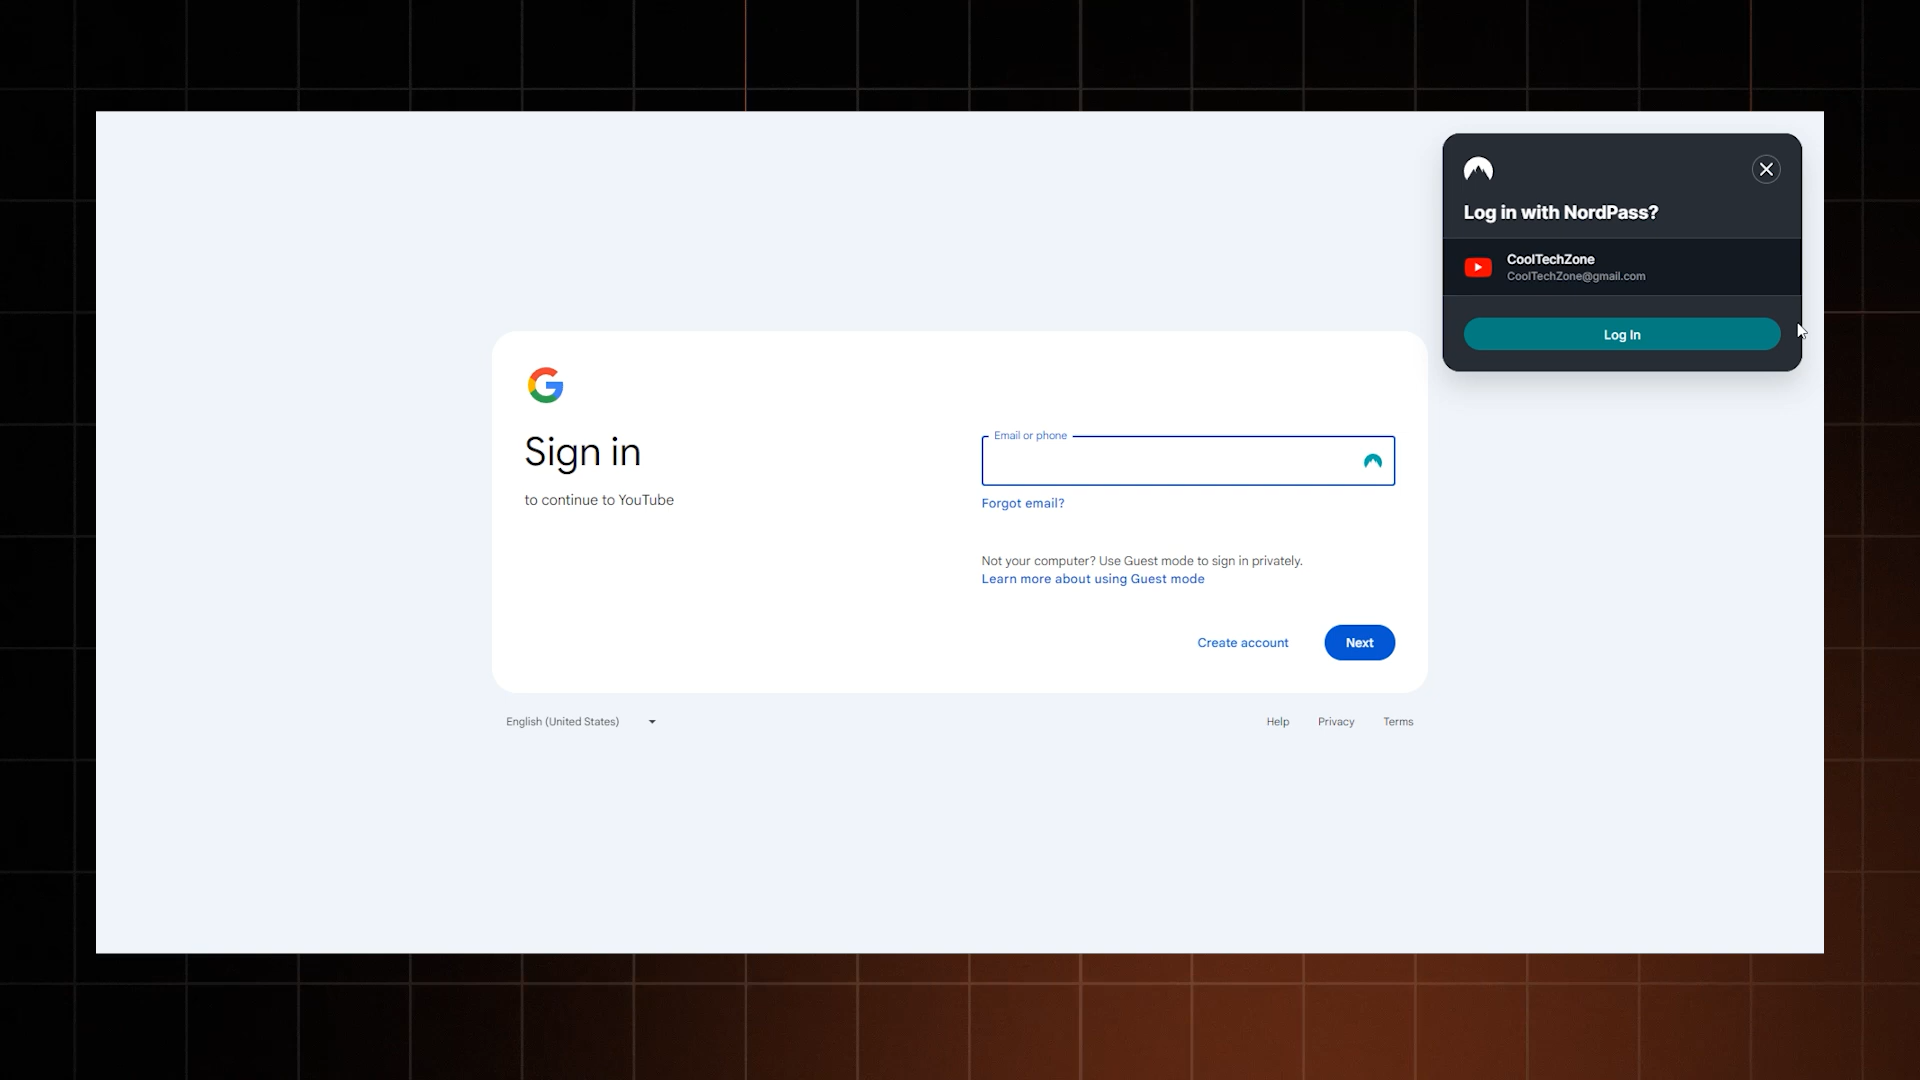 Log in with NordPass?
CoolTechZone
CoolTechZone@gmail.com
Log In
Sign in
to continue to YouTube
Email or phone
Forgot email?
Not your computer? Use Guest mode to sign in privately.
Learn more about using Guest mode
Create account
Next
English (United States)
Help
Privacy
Terms